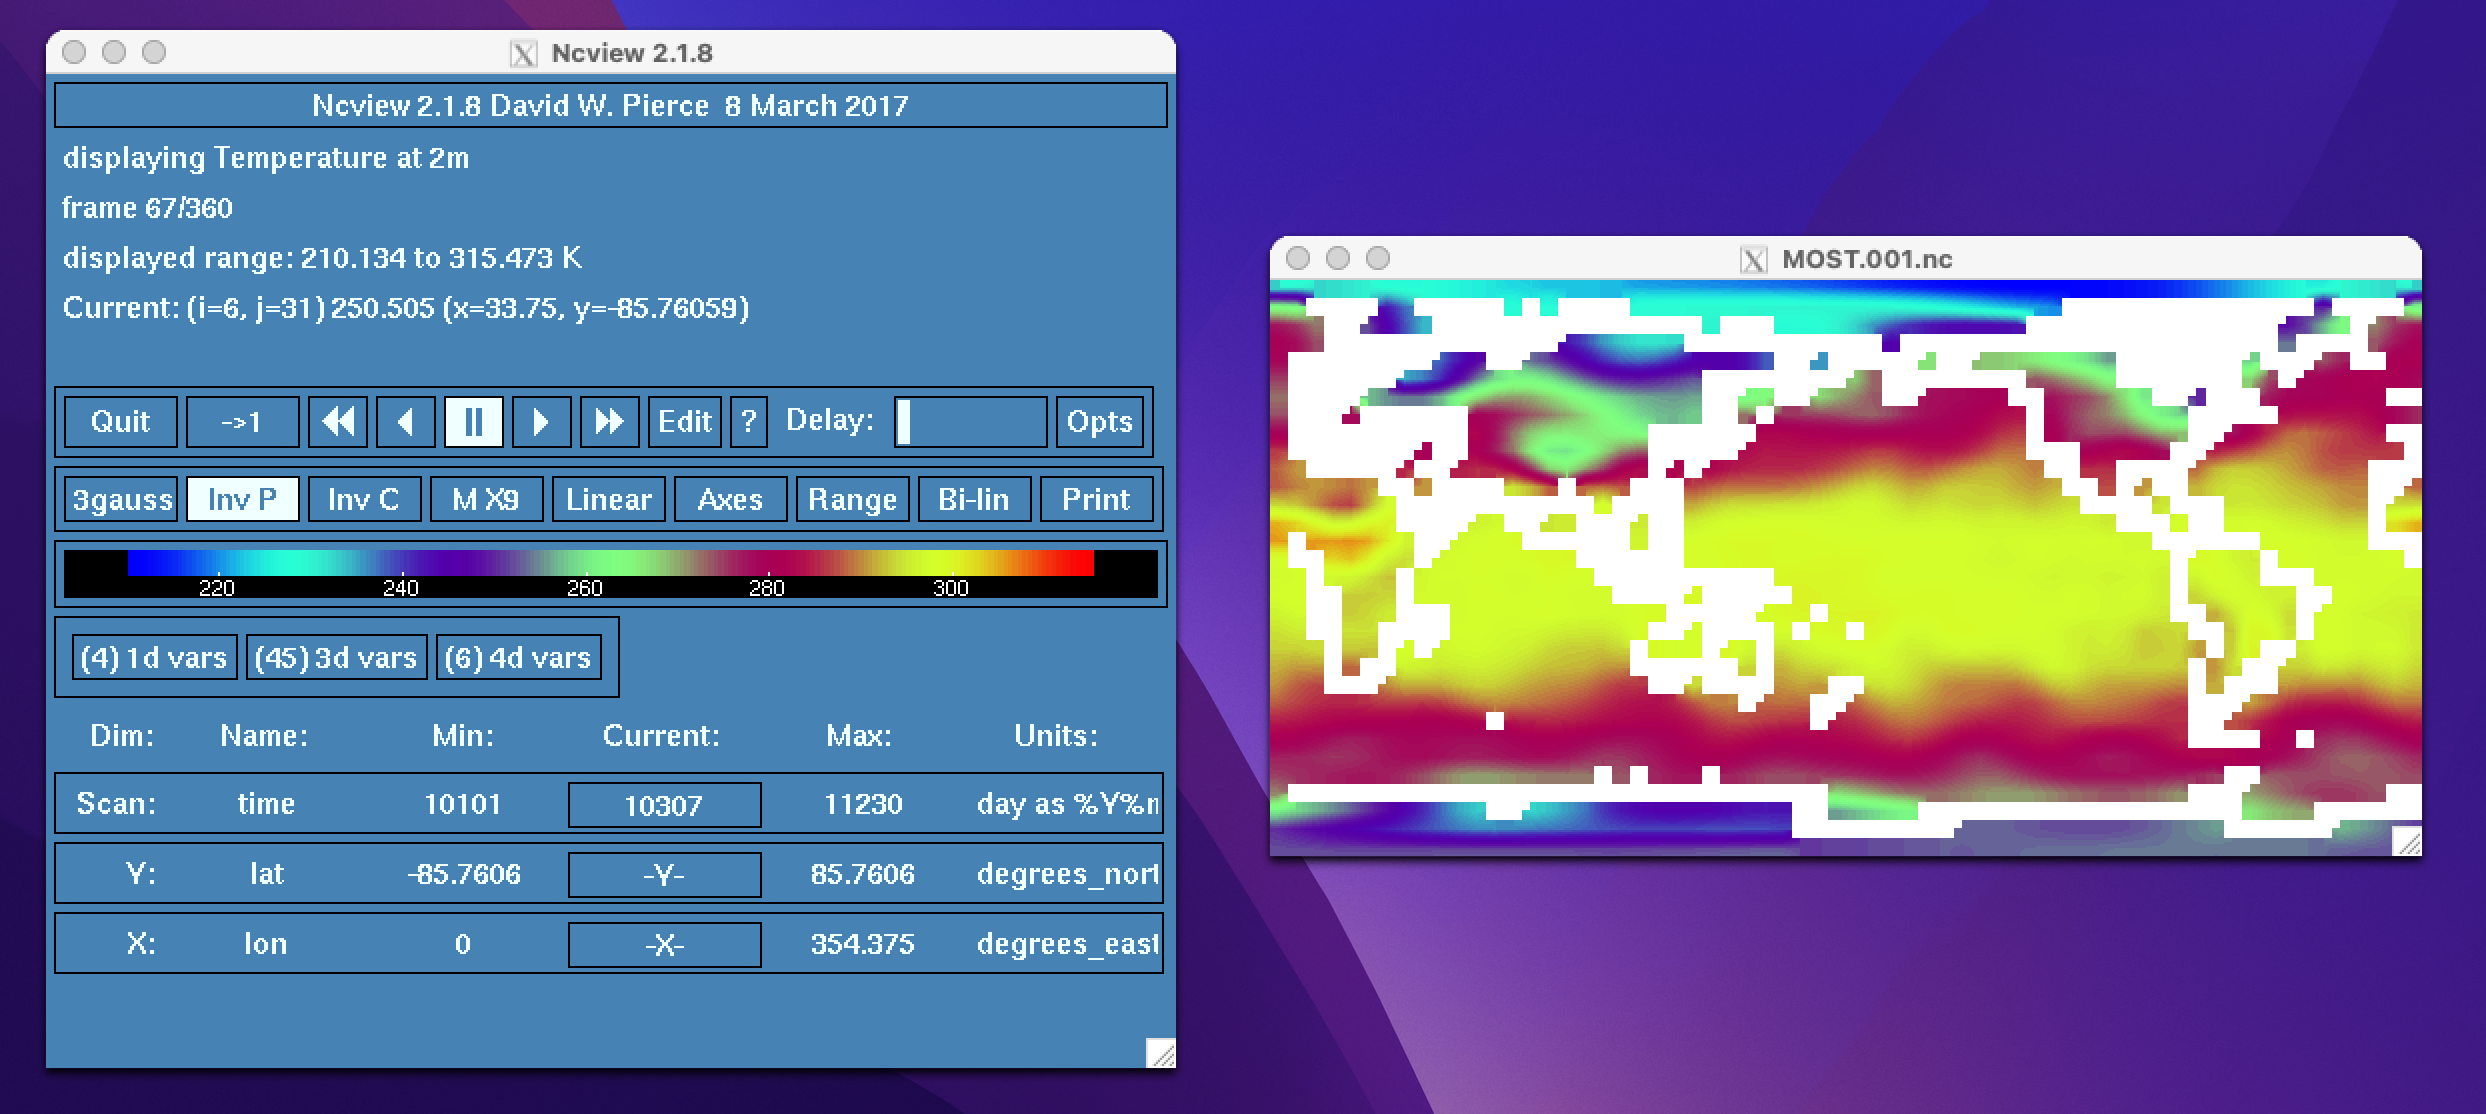 Ncview 2.1.8
Ncview 2.1.8 David W. Pierce 8 March 2017
displaying Temperature at 2m
frame 67/360
displayed range: 210.134 to 315.473 K
Current: (i=6, j=31) 250.505 (x=33.75, y=-85.76059)
Quit ->1 Edit ? Delay: Opts
3gauss Inv P Inv C M X9 Linear Axes Range Bi-lin Print
220 240 260 280 300
(4) 1d vars (45) 3d vars (6) 4d vars
Dim: Name: Min: Current: Max: Units:
Scan: time 10101 10307 11230 day as %Y%m
Y: lat -85.7606 -Y- 85.7606 degrees_nort
X: lon 0 -X- 354.375 degrees_east
MOST.001.nc